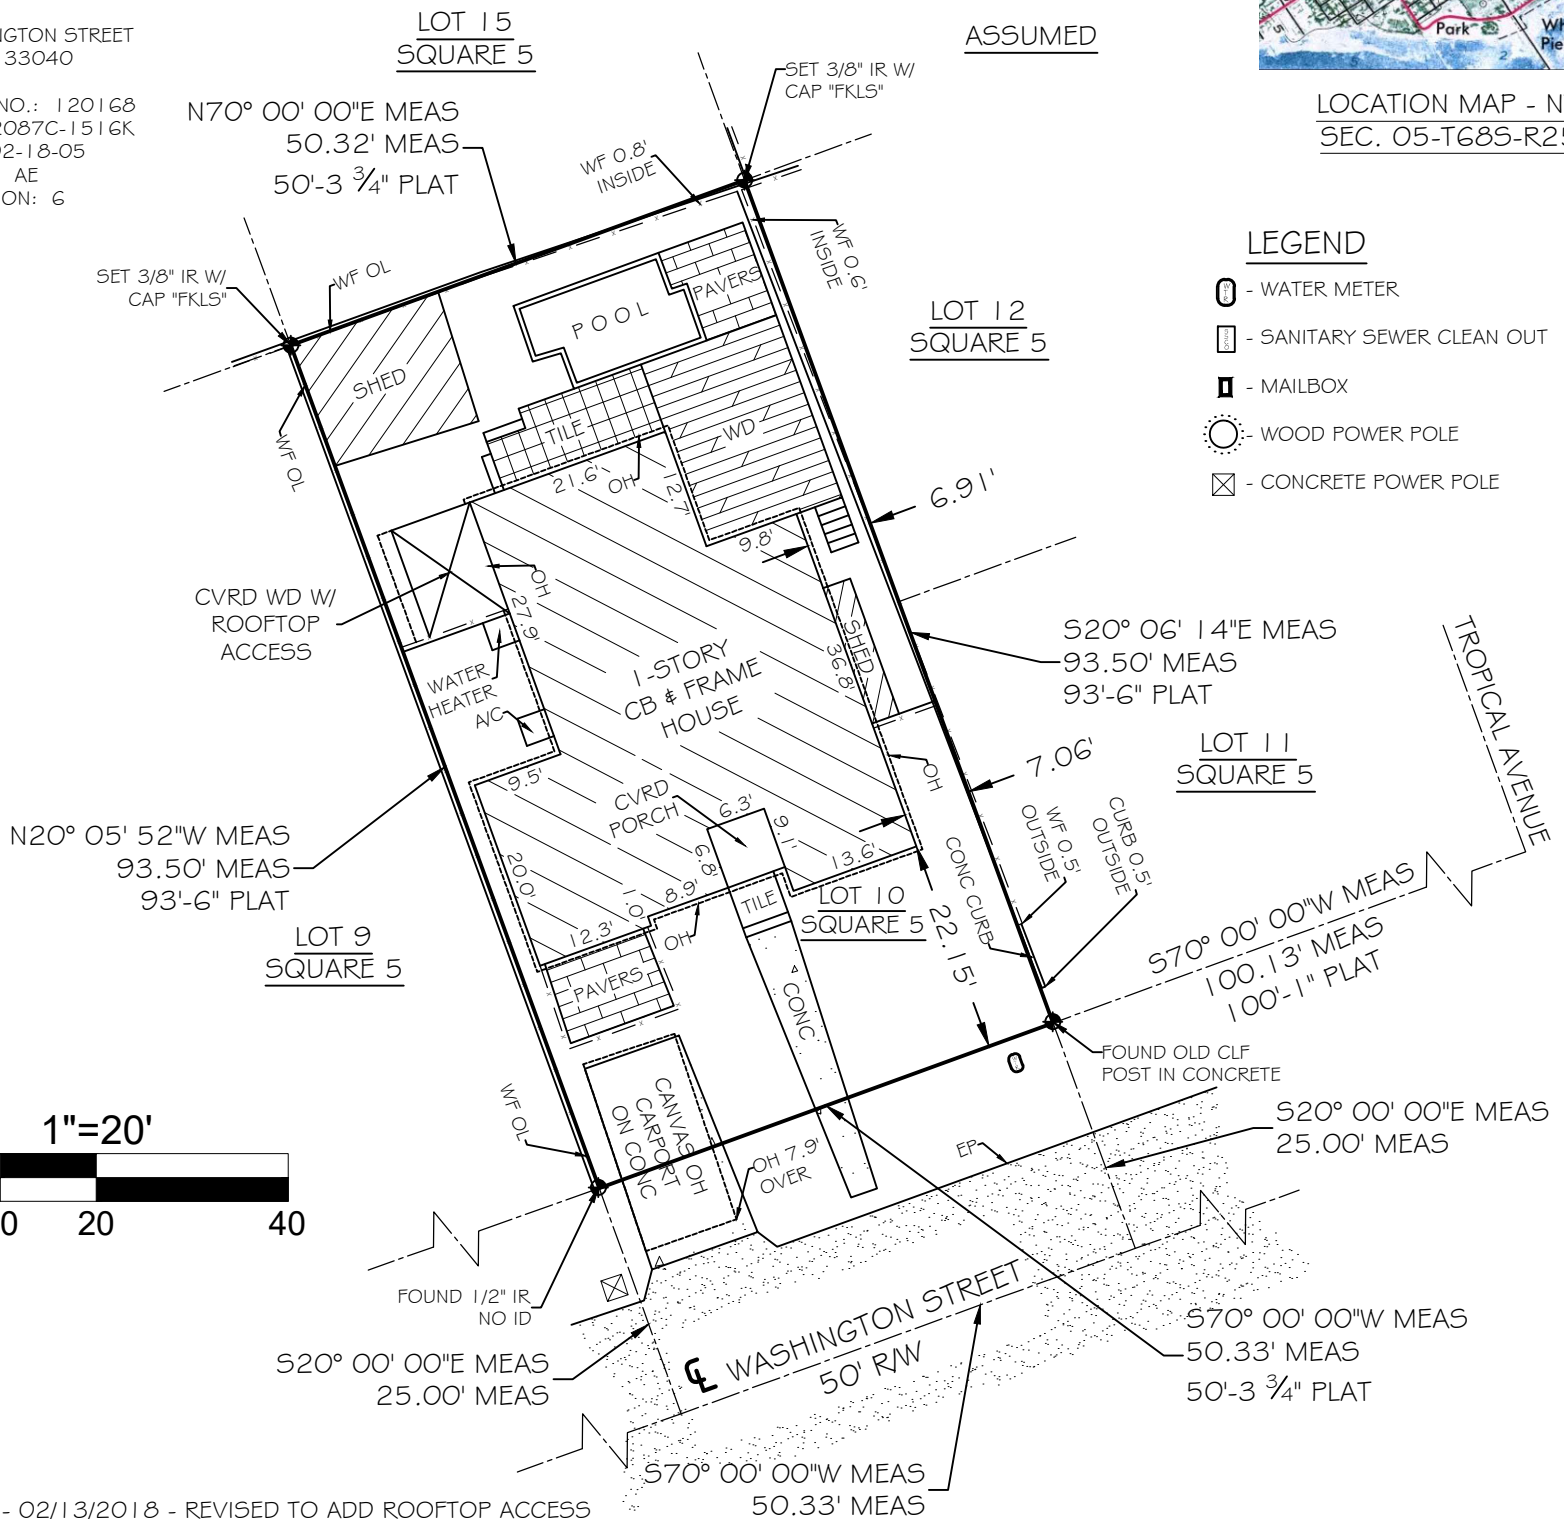 NGTON STREET
33040
NO.: 120168
2087C-1516K
02-18-05
AE
ON: 6
LOT 15
SQUARE 5
ASSUMED
Park
Wh
Pie
5
2
5
LOCATION MAP - N
SEC. 05-T68S-R25
N70° 00' 00"E MEAS
50.32' MEAS
50'-3 3/4" PLAT
SET 3/8" IR W/
CAP "FKLS"
WF 0.8'
INSIDE
WF 0.6'
INSIDE
SET 3/8" IR W/
CAP "FKLS"
WF OL
WF OL
SHED
POOL
PAVERS
TILE
WD
LOT 12
SQUARE 5
LEGEND
- WATER METER
- SANITARY SEWER CLEAN OUT
- MAILBOX
- WOOD POWER POLE
- CONCRETE POWER POLE
21.6'
OH
12.7'
9.8'
6.91'
CVRD WD W/
ROOFTOP
ACCESS
OH
27.9'
WATER
HEATER
A/C
1-STORY
CB & FRAME
HOUSE
SHED
36.8'
S20° 06' 14"E MEAS
93.50' MEAS
93'-6" PLAT
TROPICAL AVENUE
LOT 11
SQUARE 5
7.06'
OH
N20° 05' 52"W MEAS
93.50' MEAS
93'-6" PLAT
9.5'
CVRD
PORCH
6.3'
9.1'
6.8'
13.6'
20.0'
8.9'
1.0'
12.3'
OH
TILE
LOT 10
SQUARE 5
22.15'
CONC CURB
WF 0.5'
OUTSIDE
CURB 0.5'
OUTSIDE
S70° 00' 00"W MEAS
100.13' MEAS
100'-1" PLAT
LOT 9
SQUARE 5
PAVERS
CONC
FOUND OLD CLF
POST IN CONCRETE
WF OL
CANVAS OH
CARPORT
ON CONC
OH 7.9'
OVER
EP
S20° 00' 00"E MEAS
25.00' MEAS
1"=20'
0 20 40
FOUND 1/2" IR
NO ID
S20° 00' 00"E MEAS
25.00' MEAS
CL WASHINGTON STREET
50' R/W
S70° 00' 00"W MEAS
50.33' MEAS
50'-3 3/4" PLAT
S70° 00' 00"W MEAS
50.33' MEAS
- 02/13/2018 - REVISED TO ADD ROOFTOP ACCESS